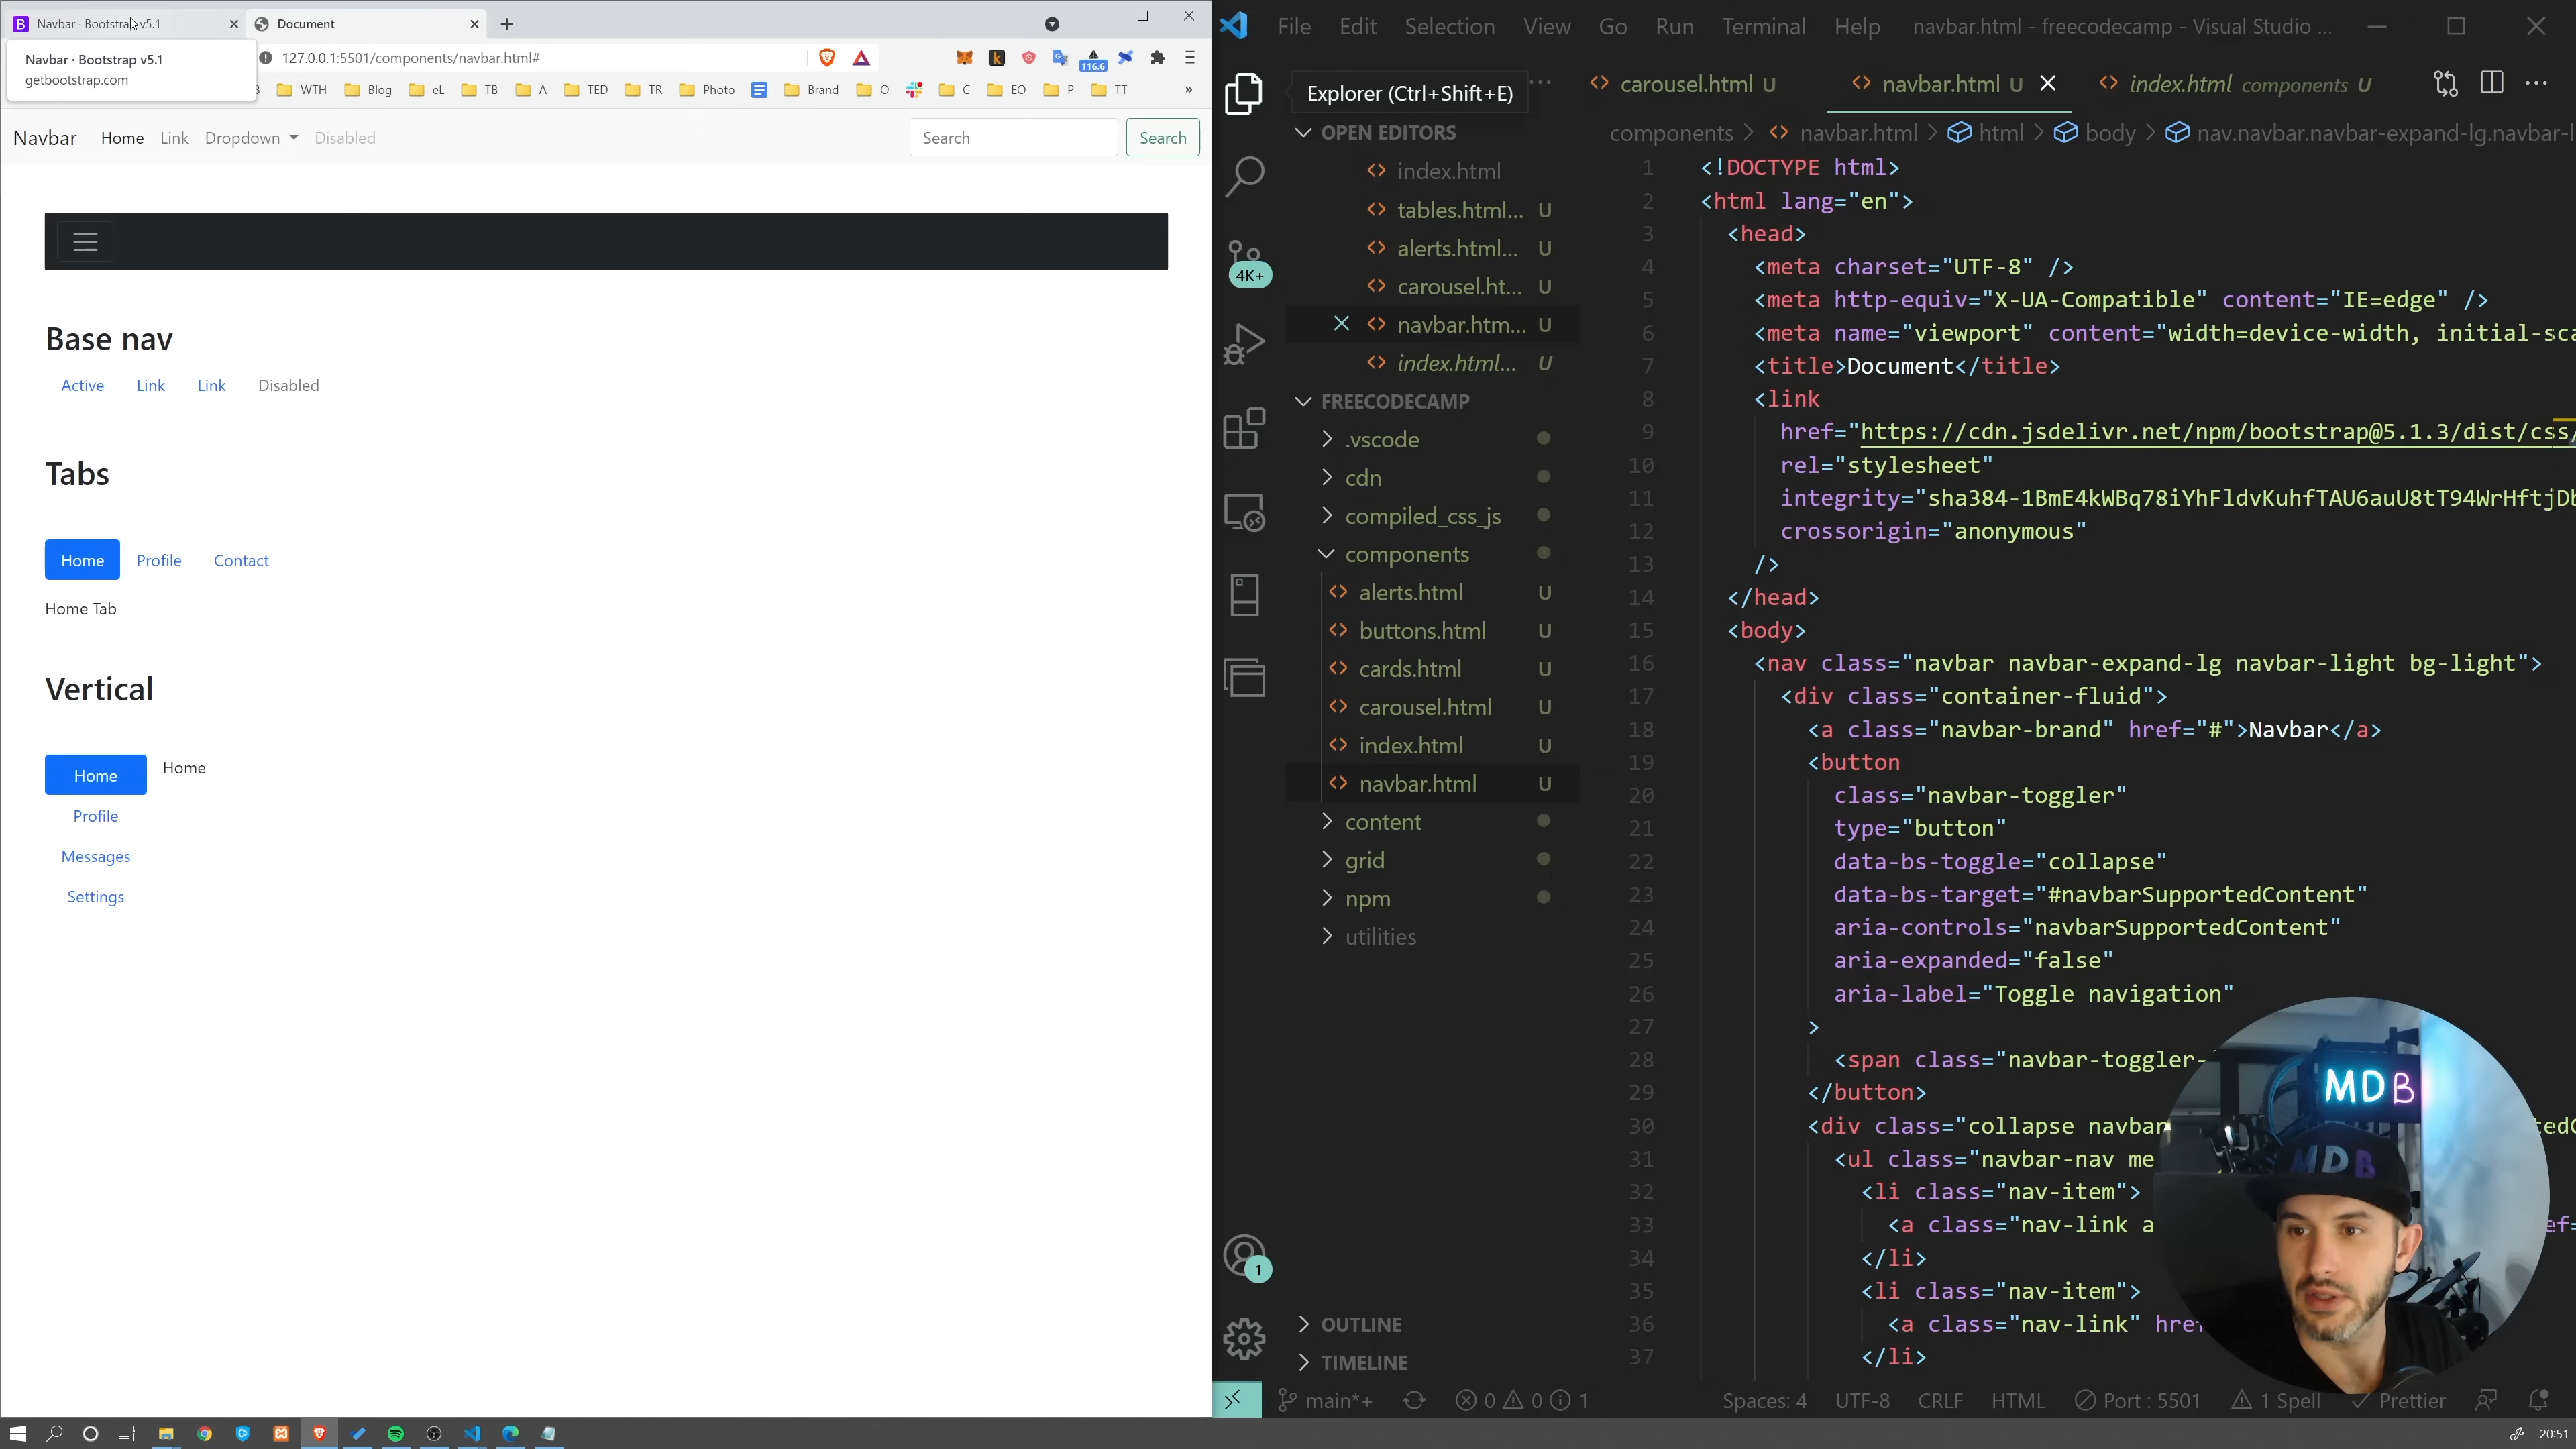 Navbar · Bootstrap v5.1
Document
Navbar · Bootstrap v5.1
getbootstrap.com
127.0.0.1:5501/components/navbar.html#
116.6
WTH
Blog
eL
TB
A
TED
TR
Photo
Brand
O
C
EO
P
TT
»
Navbar
Home
Link
Dropdown
Disabled
Search
Search
Base nav
Active
Link
Link
Disabled
Tabs
Home
Profile
Contact
Home Tab
Vertical
Home
Home
Profile
Messages
Settings
File Edit Selection View Go Run Terminal Help
navbar.html - freecodecamp - Visual Studio ...
Explorer (Ctrl+Shift+E)
carousel.html U
navbar.html U
index.html components U
4K+
OPEN EDITORS
index.html
tables.html... U
alerts.html... U
carousel.ht... U
navbar.htm... U
index.html... U
FREECODECAMP
.vscode
cdn
compiled_css_js
components
alerts.html U
buttons.html U
cards.html U
carousel.html U
index.html U
navbar.html U
content
grid
npm
utilities
OUTLINE
TIMELINE
1
components > navbar.html > html > body > nav.navbar.navbar-expand-lg.navbar-l
1 <!DOCTYPE html>
2 <html lang="en">
3 <head>
4 <meta charset="UTF-8" />
5 <meta http-equiv="X-UA-Compatible" content="IE=edge" />
6 <meta name="viewport" content="width=device-width, initial-sca
7 <title>Document</title>
8 <link
9 href="https://cdn.jsdelivr.net/npm/bootstrap@5.1.3/dist/css/
10 rel="stylesheet"
11 integrity="sha384-1BmE4kWBq78iYhFldvKuhfTAU6auU8tT94WrHftjDb
12 crossorigin="anonymous"
13 />
14 </head>
15 <body>
16 <nav class="navbar navbar-expand-lg navbar-light bg-light">
17 <div class="container-fluid">
18 <a class="navbar-brand" href="#">Navbar</a>
19 <button
20 class="navbar-toggler"
21 type="button"
22 data-bs-toggle="collapse"
23 data-bs-target="#navbarSupportedContent"
24 aria-controls="navbarSupportedContent"
25 aria-expanded="false"
26 aria-label="Toggle navigation"
27 >
28 <span class="navbar-toggler-
29 </button>
30 <div class="collapse navbar
31 <ul class="navbar-nav me
32 <li class="nav-item">
33 <a class="nav-link a
34 </li>
35 <li class="nav-item">
36 <a class="nav-link" hre
37 </li>
MDB
MDB
main*+
0 0 1
Spaces: 4
UTF-8
CRLF
HTML
Port : 5501
1 Spell
Prettier
20:51